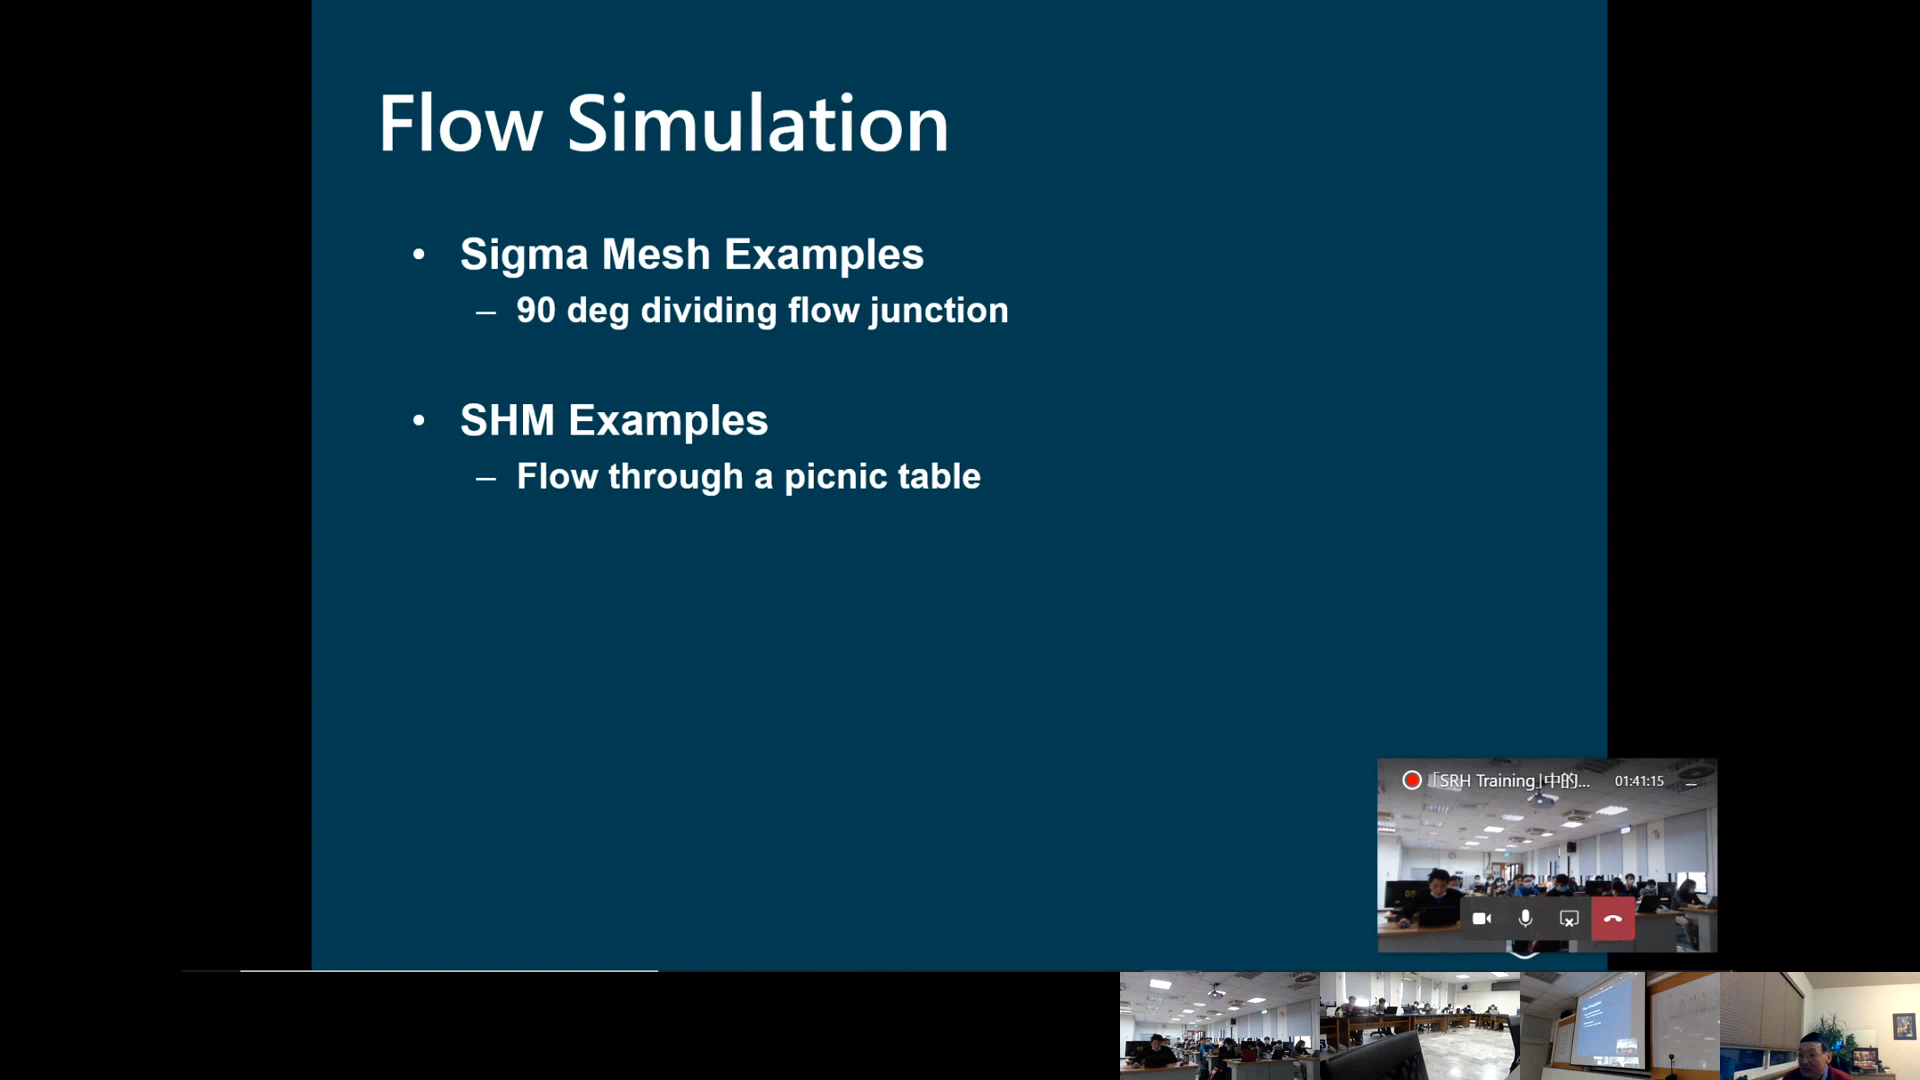 Flow Simulation
• Sigma Mesh Examples
– 90 deg dividing flow junction
• SHM Examples
– Flow through a picnic table
「SRH Training」中的... 01:41:15